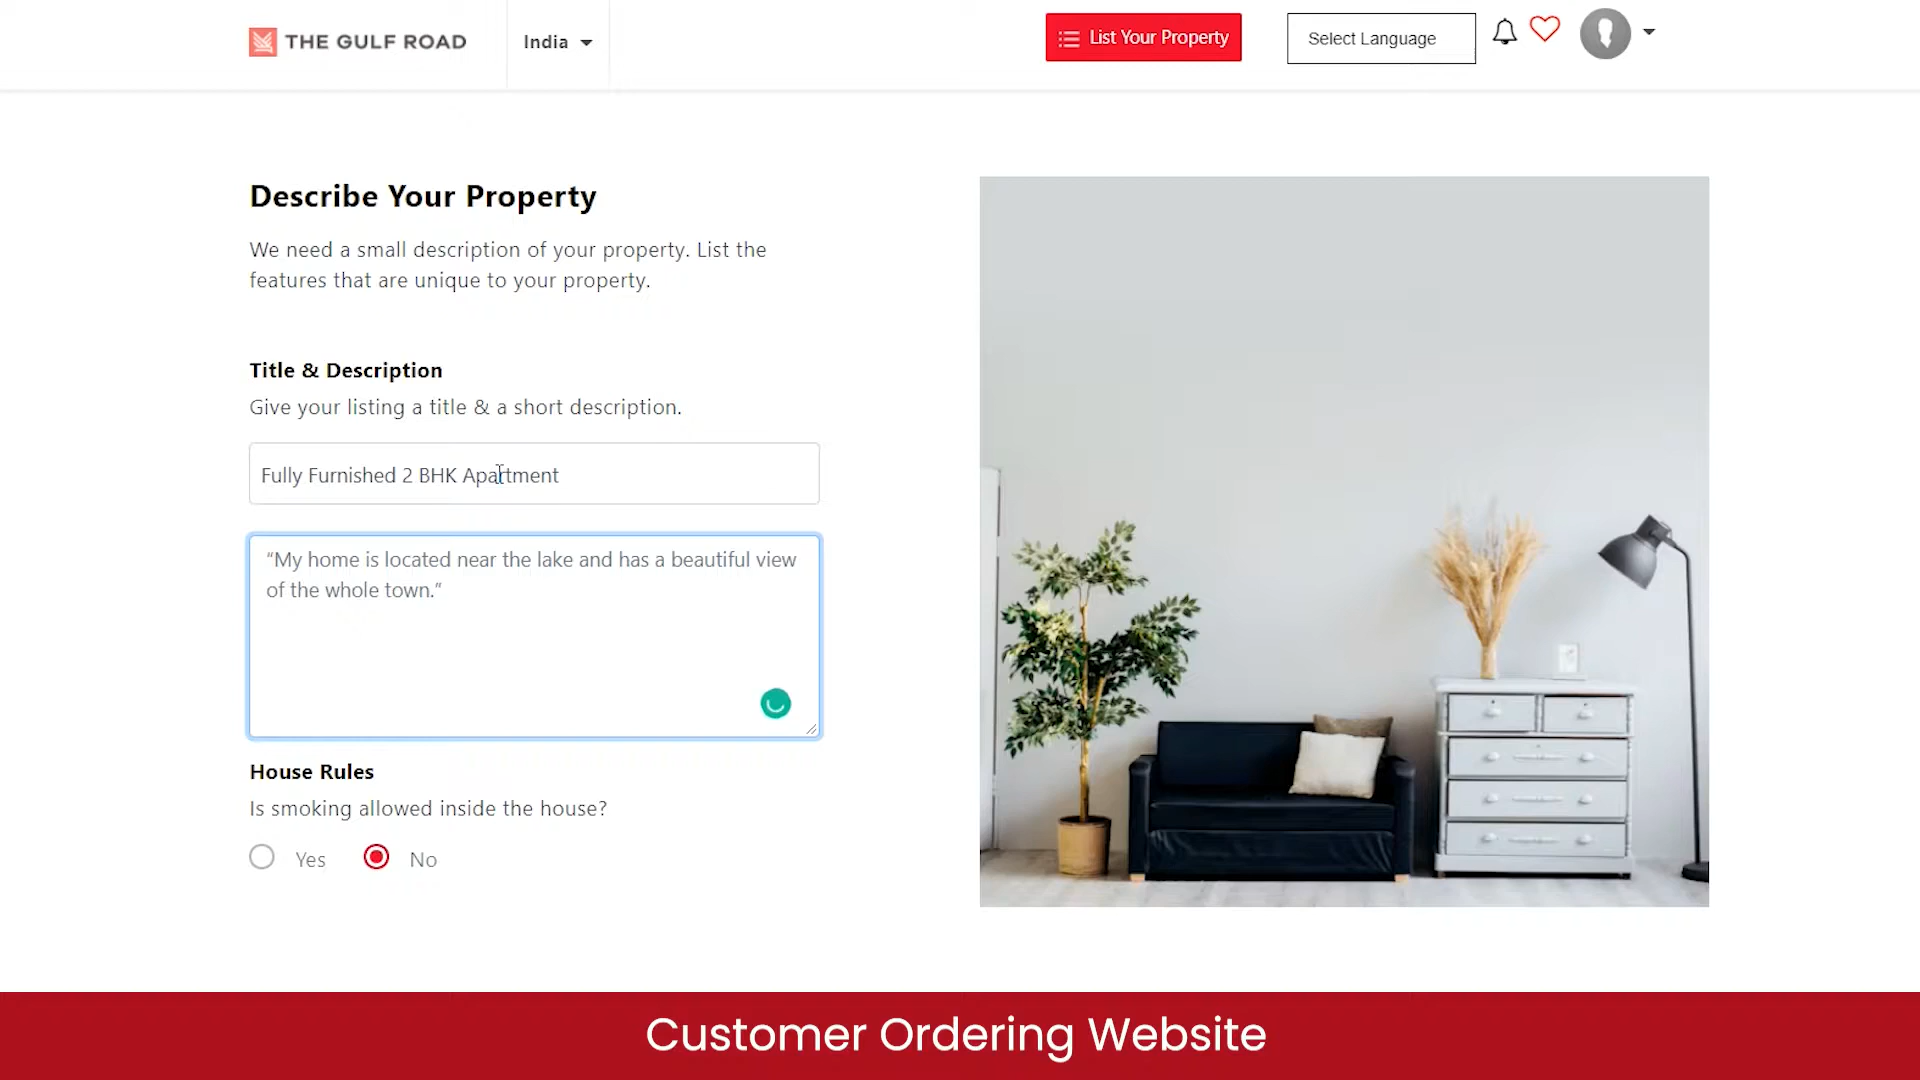 THE GULF ROAD
India
List Your Property
Select Language
Describe Your Property
We need a small description of your property. List the
features that are unique to your property.
Title & Description
Give your listing a title & a short description.
Fully Furnished 2 BHK Apartment
“My home is located near the lake and has a beautiful view
of the whole town.”
House Rules
Is smoking allowed inside the house?
Yes
No
Customer Ordering Website